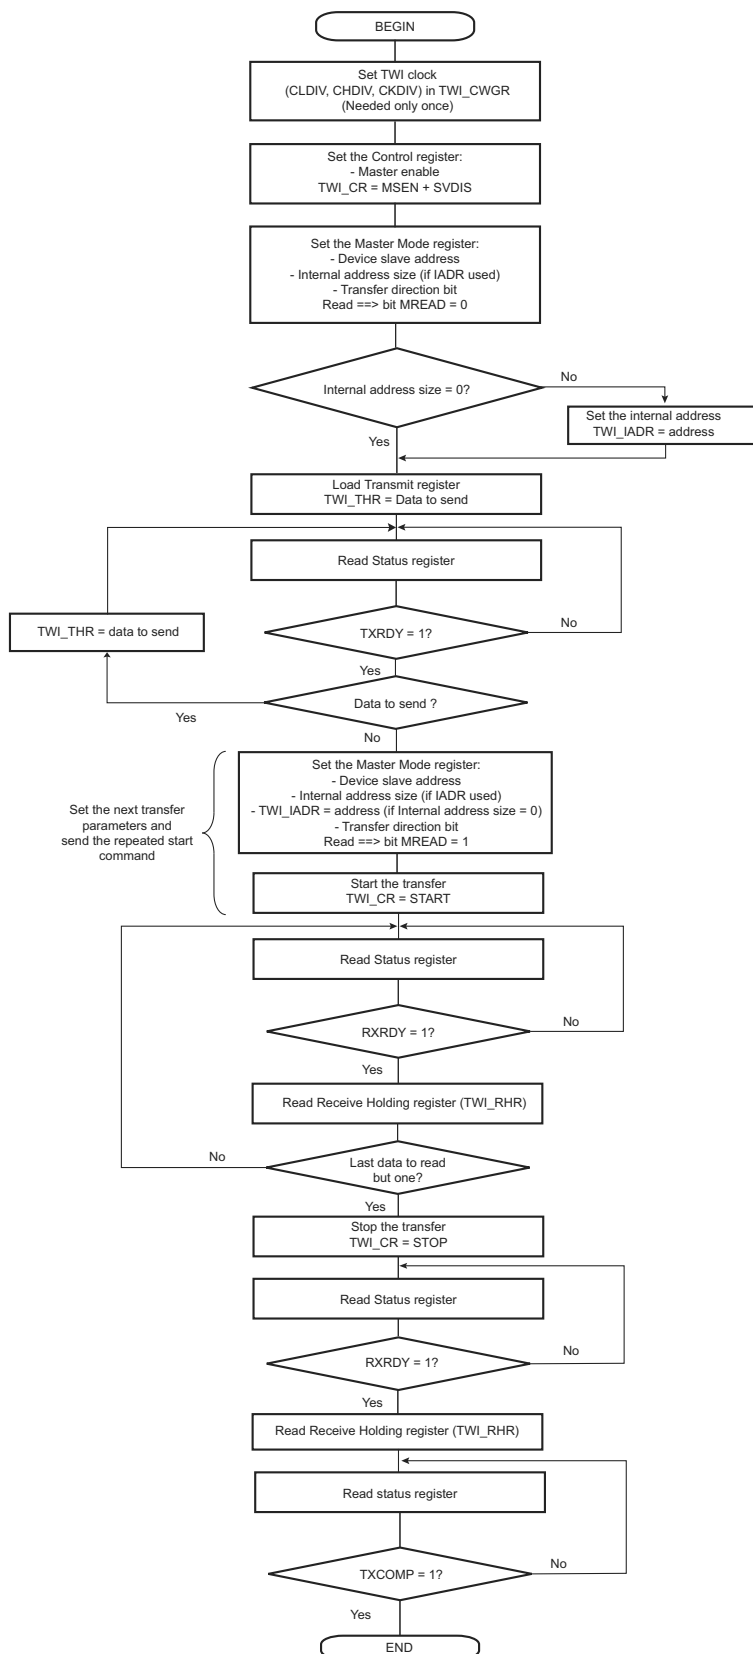 BEGIN
Set TWI clock
(CLDIV, CHDIV, CKDIV) in TWI_CWGR
(Needed only once)
Set the Control register:
- Master enable
TWI_CR = MSEN + SVDIS
Set the Master Mode register:
- Device slave address
- Internal address size (if IADR used)
- Transfer direction bit
Read ==> bit MREAD = 0
Internal address size = 0?
No
Set the internal address
TWI_IADR = address
Yes
Load Transmit register
TWI_THR = Data to send
Read Status register
TWI_THR = data to send
TXRDY = 1?
No
Yes
Data to send ?
Yes
No
Set the next transfer
parameters and
send the repeated start
command
Set the Master Mode register:
- Device slave address
- Internal address size (if IADR used)
- TWI_IADR = address (if Internal address size = 0)
- Transfer direction bit
Read ==> bit MREAD = 1
Start the transfer
TWI_CR = START
Read Status register
RXRDY = 1?
No
Yes
Read Receive Holding register (TWI_RHR)
No
Last data to read
but one?
Yes
Stop the transfer
TWI_CR = STOP
Read Status register
RXRDY = 1?
No
Yes
Read Receive Holding register (TWI_RHR)
Read status register
TXCOMP = 1?
No
Yes
END